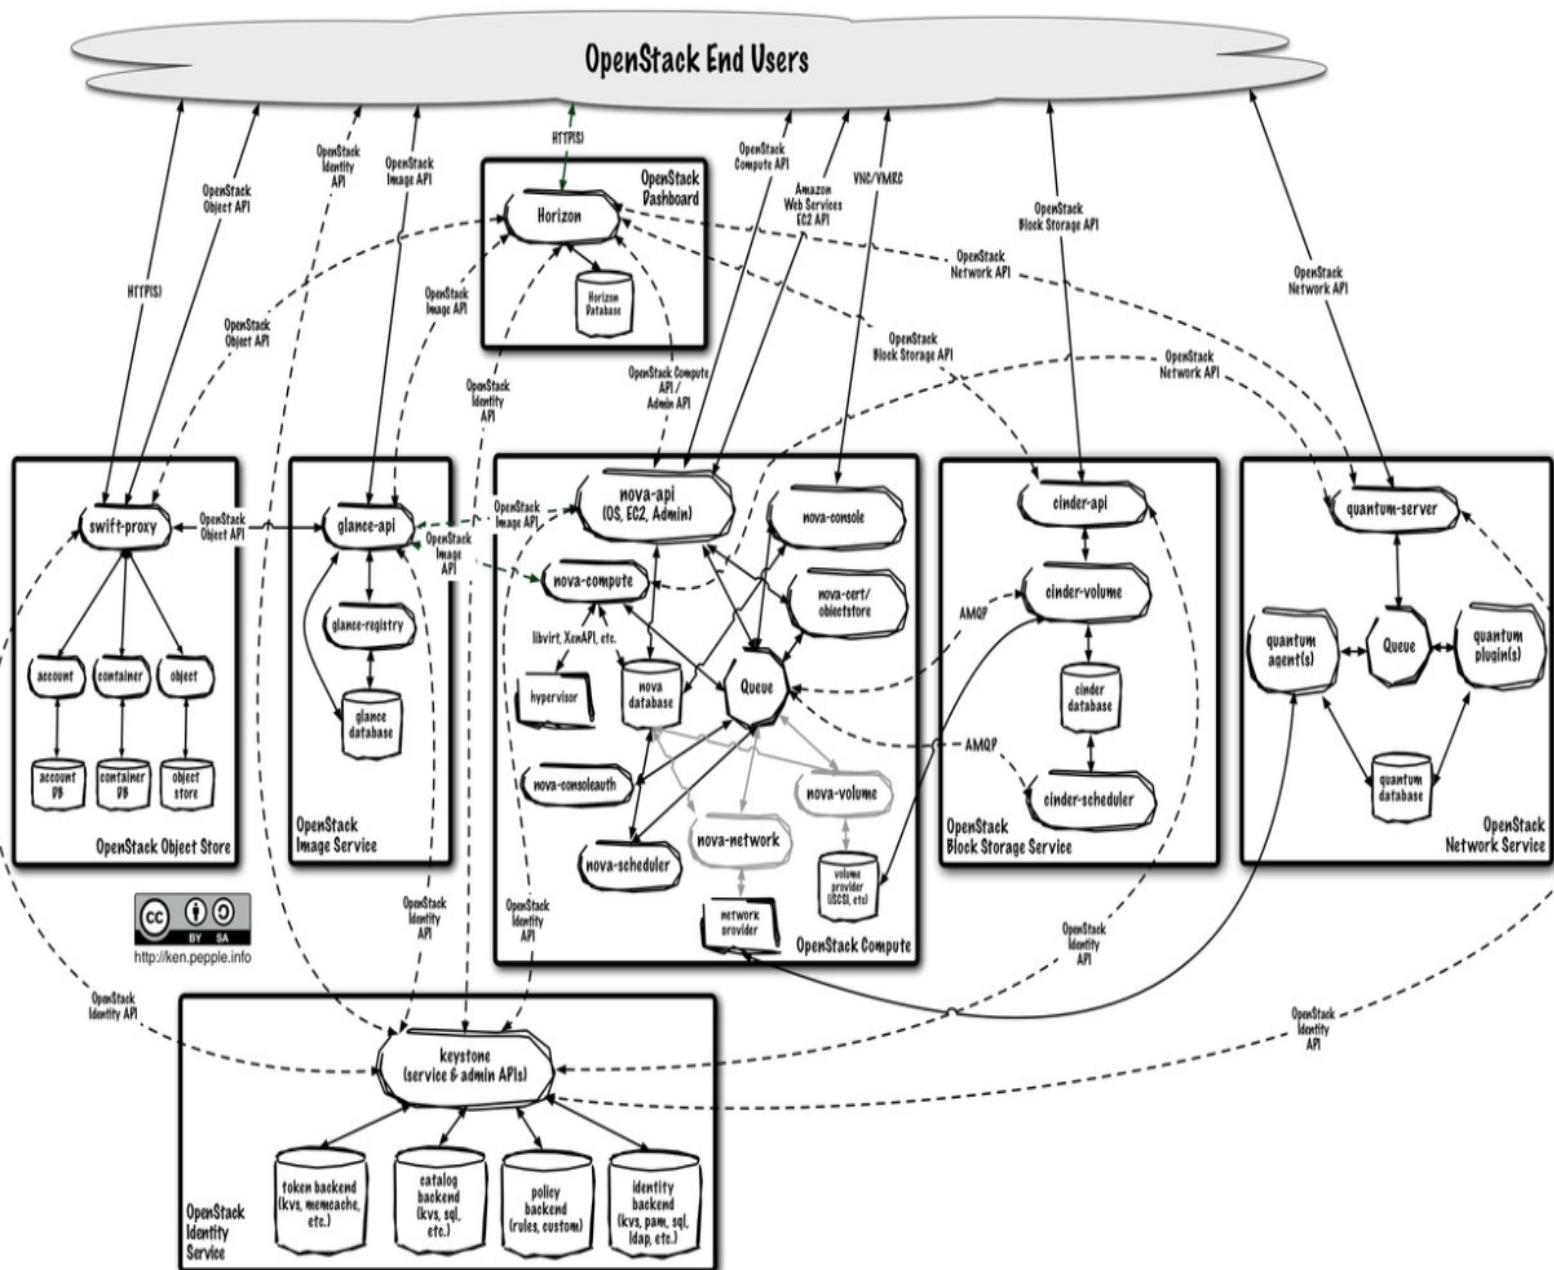 OpenStack End Users
HTTP(S)
OpenStack
Object API
OpenStack
Identity
API
OpenStack
Image API
HTTP(S)
OpenStack
Compute API
Amazon
Web Services
EC2 API
VNC/VMRC
OpenStack
Block Storage API
OpenStack
Network API
OpenStack
Dashboard
Horizon
Horizon
Database
OpenStack
Object API
OpenStack
Image API
OpenStack
Identity
API
OpenStack Compute
API /
Admin API
OpenStack
Network API
OpenStack
Block Storage API
OpenStack
Network API
swift-proxy
OpenStack
Object API
account
container
object
account
DB
container
DB
object
store
OpenStack Object Store
glance-api
glance-registry
glance
database
OpenStack
Image Service
OpenStack
Image API
OpenStack
Image
API
nova-api
(OS, EC2, Admin)
nova-console
nova-compute
nova-cert/
objectstore
libvirt, XenAPI, etc.
hypervisor
nova
database
Queue
nova-consoleauth
nova-volume
nova-network
nova-scheduler
volume
provider
(iSCSI, etc)
network
provider
OpenStack Compute
AMQP
AMQP
cinder-api
cinder-volume
cinder
database
cinder-scheduler
OpenStack
Block Storage Service
quantum-server
quantum
agent(s)
Queue
quantum
plugin(s)
quantum
database
OpenStack
Network Service
cc
BY SA
http://ken.pepple.info
OpenStack
Identity API
OpenStack
Identity
API
OpenStack
Identity
API
OpenStack
Identity
API
OpenStack
Identity
API
keystone
(service & admin APIs)
token backend
(kvs, memcache,
etc.)
catalog
backend
(kvs, sql,
etc.)
policy
backend
(rules, custom)
identity
backend
(kvs, pam, sql,
ldap, etc.)
OpenStack
Identity
Service